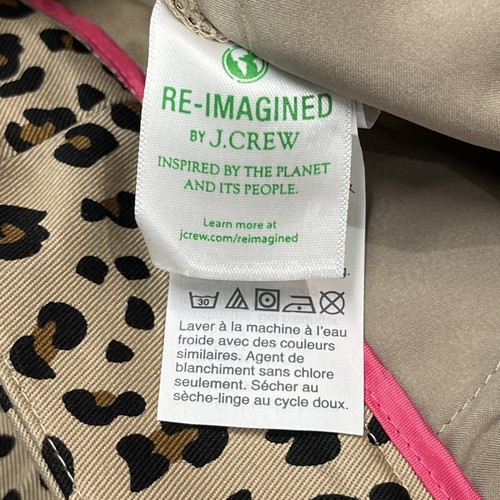 RE-IMAGINED
BY J.CREW
INSPIRED BY THE PLANET
AND ITS PEOPLE.
Learn more at
jcrew.com/reimagined
30
Laver à la machine à l'eau
froide avec des couleurs
similaires. Agent de
blanchiment sans chlore
seulement. Sécher au
sèche-linge au cycle doux.